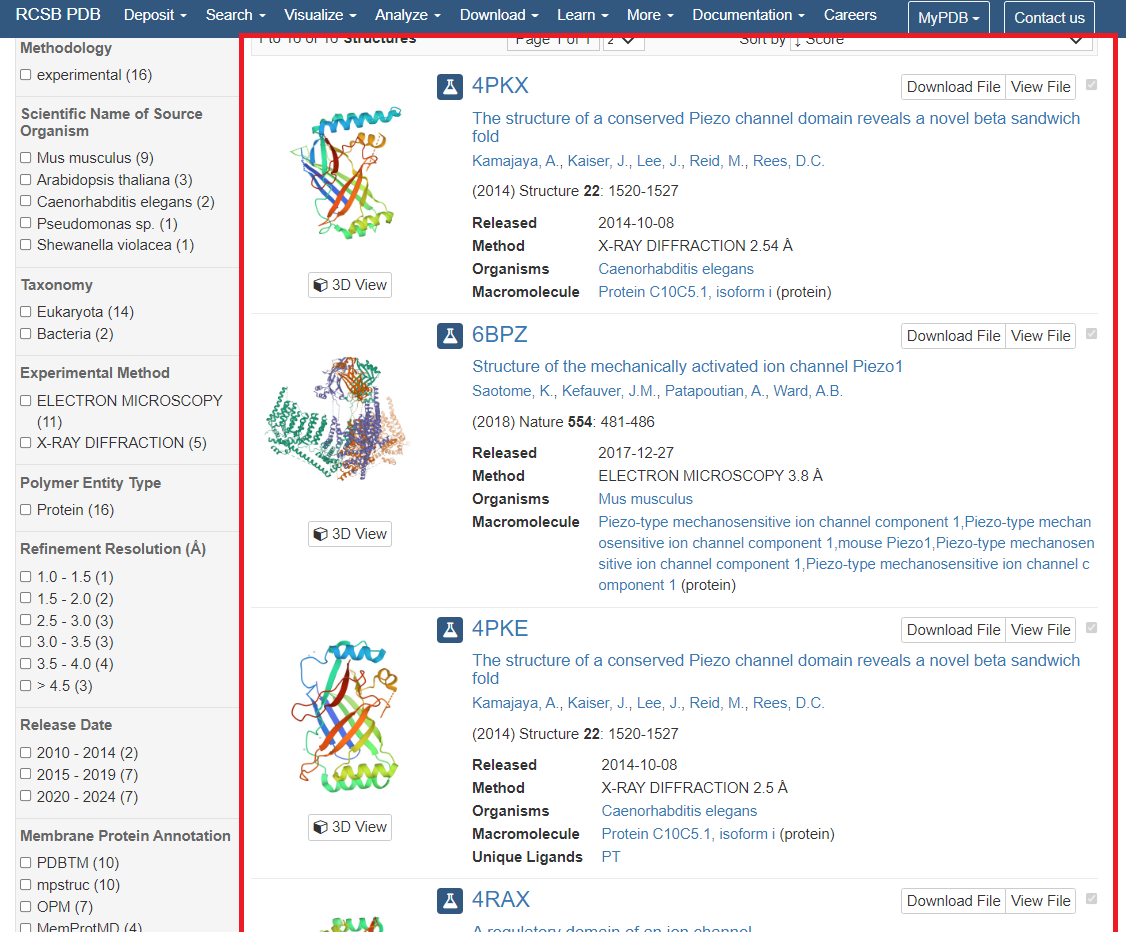 RCSB PDB Deposit Search Visualize Analyze Download Learn More Documentation Careers MyPDB Contact us
Methodology
experimental (16)
Scientific Name of Source
Organism
Mus musculus (9)
Arabidopsis thaliana (3)
Caenorhabditis elegans (2)
Pseudomonas sp. (1)
Shewanella violacea (1)
Taxonomy
Eukaryota (14)
Bacteria (2)
Experimental Method
ELECTRON MICROSCOPY
(11)
X-RAY DIFFRACTION (5)
Polymer Entity Type
Protein (16)
Refinement Resolution (Å)
1.0 - 1.5 (1)
1.5 - 2.0 (2)
2.5 - 3.0 (3)
3.0 - 3.5 (3)
3.5 - 4.0 (4)
> 4.5 (3)
Release Date
2010 - 2014 (2)
2015 - 2019 (7)
2020 - 2024 (7)
Membrane Protein Annotation
PDBTM (10)
mpstruc (10)
OPM (7)
MemProtMD (4)
1 to 16 of 16 Structures Page 1 of 1 Sort by ↓ Score
4PKX Download File View File
The structure of a conserved Piezo channel domain reveals a novel beta sandwich
fold
Kamajaya, A., Kaiser, J., Lee, J., Reid, M., Rees, D.C.
(2014) Structure 22: 1520-1527
Released 2014-10-08
Method X-RAY DIFFRACTION 2.54 Å
Organisms Caenorhabditis elegans
Macromolecule Protein C10C5.1, isoform i (protein)
3D View
6BPZ Download File View File
Structure of the mechanically activated ion channel Piezo1
Saotome, K., Kefauver, J.M., Patapoutian, A., Ward, A.B.
(2018) Nature 554: 481-486
Released 2017-12-27
Method ELECTRON MICROSCOPY 3.8 Å
Organisms Mus musculus
Macromolecule Piezo-type mechanosensitive ion channel component 1,Piezo-type mechan
osensitive ion channel component 1,mouse Piezo1,Piezo-type mechanosen
sitive ion channel component 1,Piezo-type mechanosensitive ion channel c
omponent 1 (protein)
3D View
4PKE Download File View File
The structure of a conserved Piezo channel domain reveals a novel beta sandwich
fold
Kamajaya, A., Kaiser, J., Lee, J., Reid, M., Rees, D.C.
(2014) Structure 22: 1520-1527
Released 2014-10-08
Method X-RAY DIFFRACTION 2.5 Å
Organisms Caenorhabditis elegans
Macromolecule Protein C10C5.1, isoform i (protein)
Unique Ligands PT
3D View
4RAX Download File View File
A regulatory domain of an ion channel